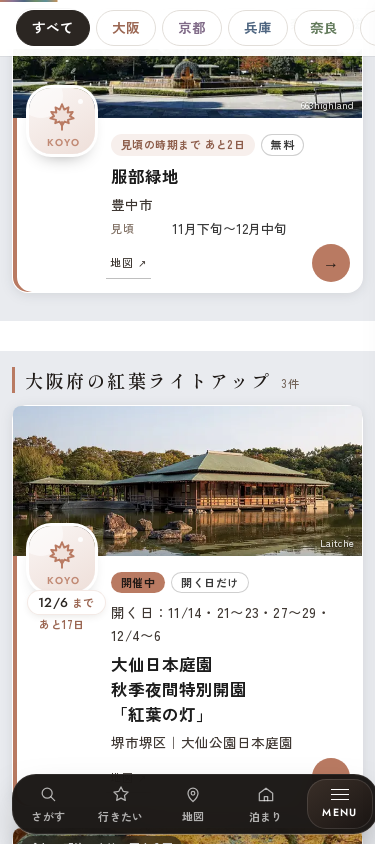 すべて
大阪
京都
兵庫
奈良
663highland
KOYO
見頃の時期まで あと2日
無料
服部緑地
豊中市
見頃
11月下旬〜12月中旬
地図 ↗
→
大阪府の紅葉ライトアップ
3件
Laitche
KOYO
12/6 まで
あと17日
開催中
開く日だけ
開く日：11/14・21〜23・27〜29・
12/4〜6
大仙日本庭園
秋季夜間特別開園
「紅葉の灯」
堺市堺区｜大仙公園日本庭園
さがす
行きたい
地図
泊まり
MENU